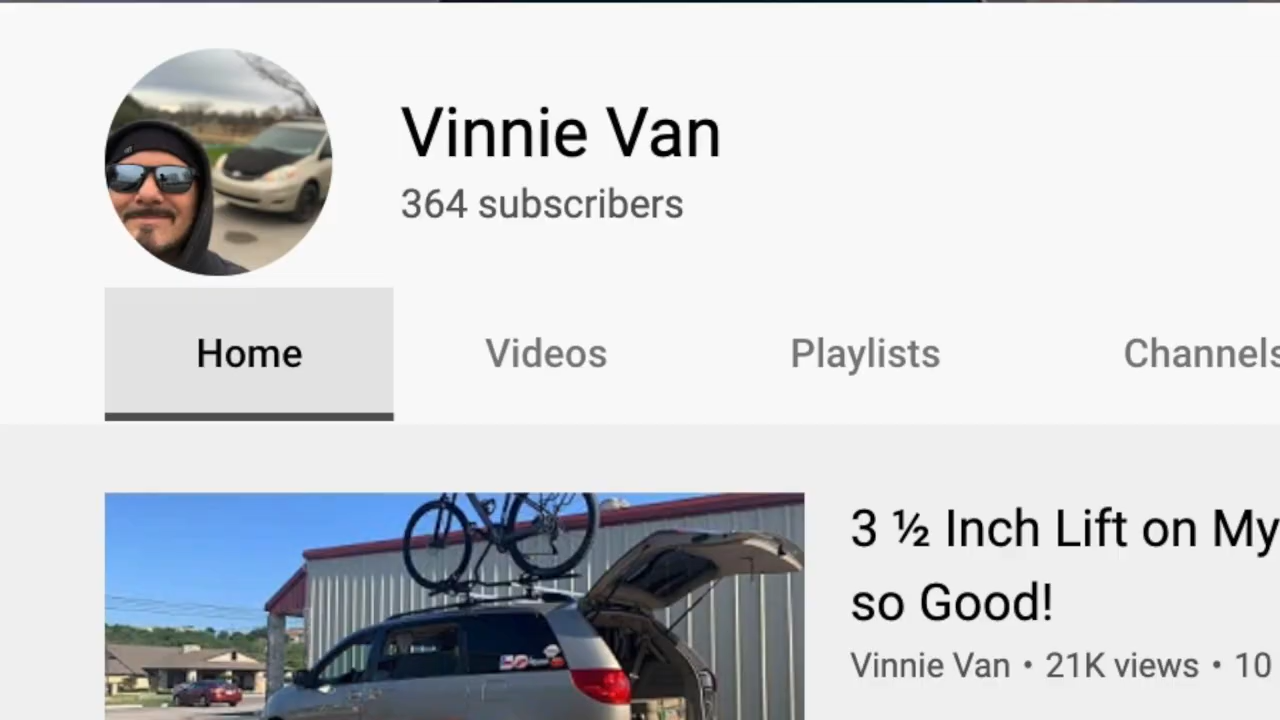 Vinnie Van
364 subscribers
Home Videos Playlists Channels
3 ½ Inch Lift on My
so Good!
Vinnie Van • 21K views • 10